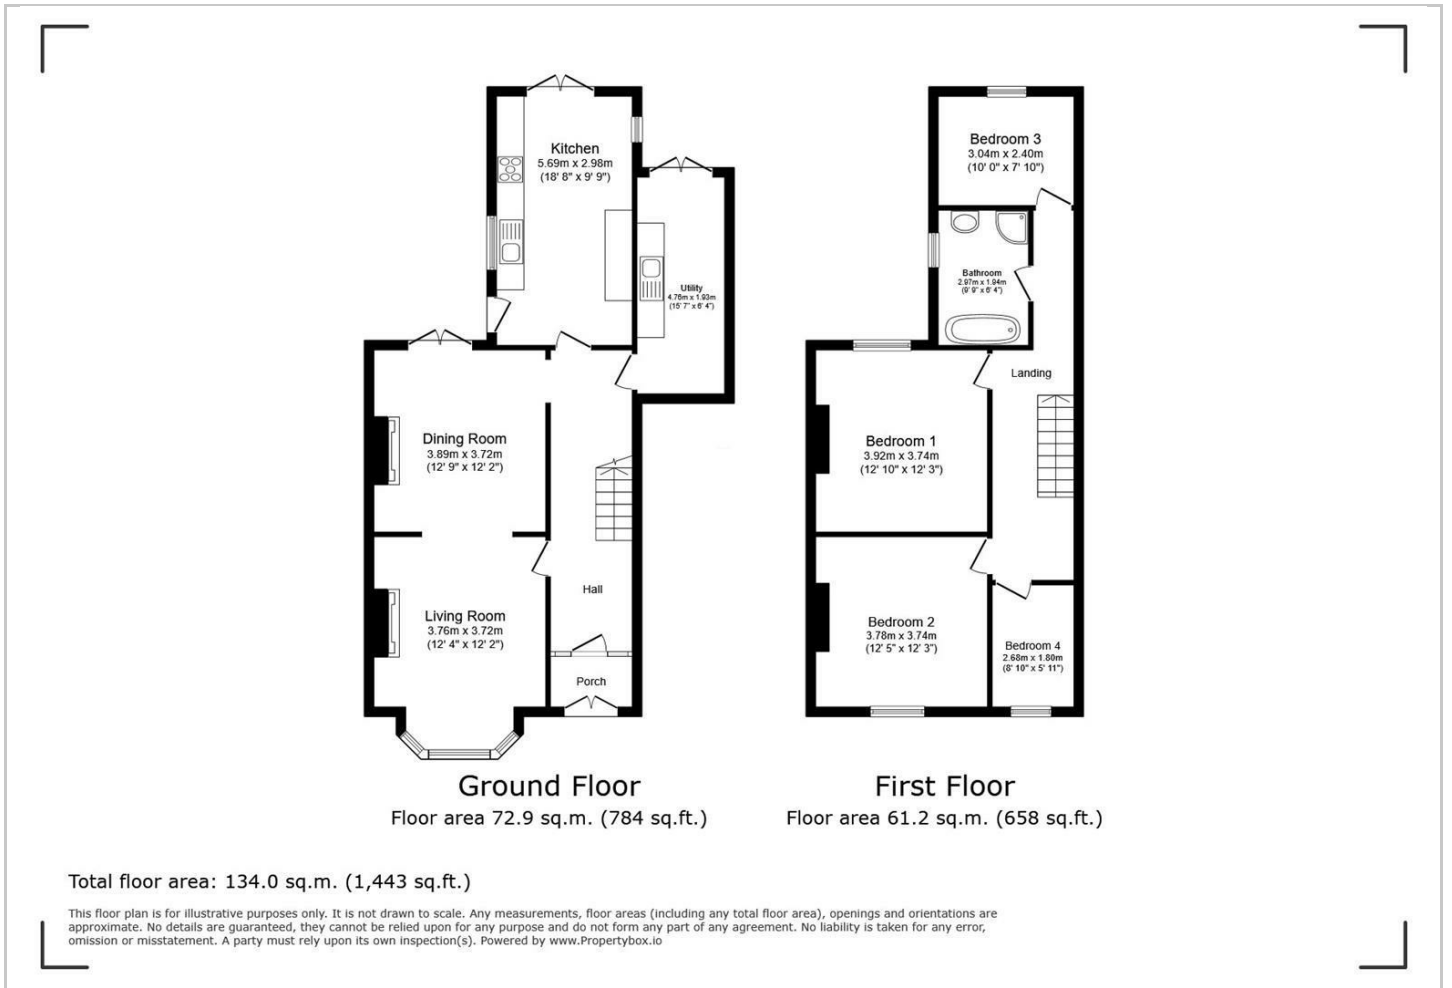 Kitchen
5.69m x 2.98m
(18' 8" x 9' 9")
Utility
4.76m x 1.93m
(15' 7" x 6' 4")
Dining Room
3.89m x 3.72m
(12' 9" x 12' 2")
Living Room
3.76m x 3.72m
(12' 4" x 12' 2")
Hall
Porch
Ground Floor
Floor area 72.9 sq.m. (784 sq.ft.)
Bedroom 3
3.04m x 2.40m
(10' 0" x 7' 10")
Bathroom
2.97m x 1.94m
(9' 9" x 6' 4")
Landing
Bedroom 1
3.92m x 3.74m
(12' 10" x 12' 3")
Bedroom 2
3.78m x 3.74m
(12' 5" x 12' 3")
Bedroom 4
2.68m x 1.80m
(8' 10" x 5' 11")
First Floor
Floor area 61.2 sq.m. (658 sq.ft.)
Total floor area: 134.0 sq.m. (1,443 sq.ft.)
This floor plan is for illustrative purposes only. It is not drawn to scale. Any measurements, floor areas (including any total floor area), openings and orientations are
approximate. No details are guaranteed, they cannot be relied upon for any purpose and do not form any part of any agreement. No liability is taken for any error,
omission or misstatement. A party must rely upon its own inspection(s). Powered by www.Propertybox.io